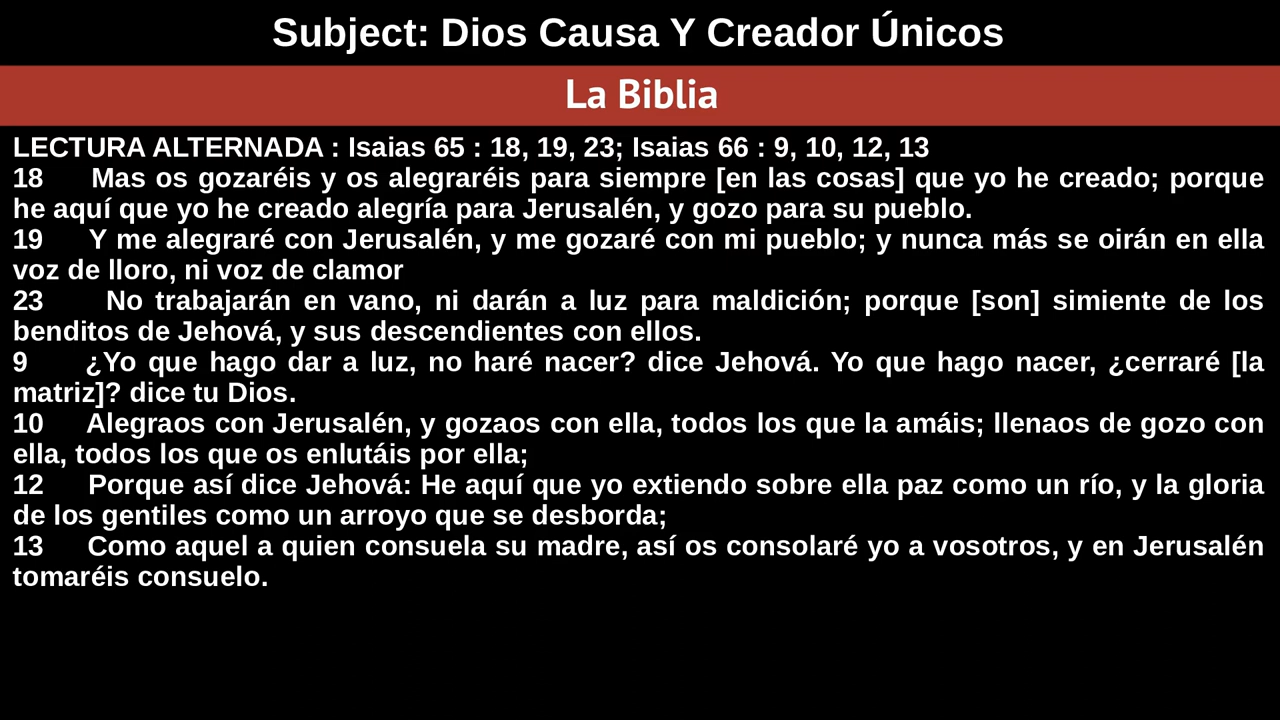 Subject: Dios Causa Y Creador Únicos
La Biblia
LECTURA ALTERNADA : Isaias 65 : 18, 19, 23; Isaias 66 : 9, 10, 12, 13
18 Mas os gozaréis y os alegraréis para siempre [en las cosas] que yo he creado; porque
he aquí que yo he creado alegría para Jerusalén, y gozo para su pueblo.
19 Y me alegraré con Jerusalén, y me gozaré con mi pueblo; y nunca más se oirán en ella
voz de lloro, ni voz de clamor
23 No trabajarán en vano, ni darán a luz para maldición; porque [son] simiente de los
benditos de Jehová, y sus descendientes con ellos.
9 ¿Yo que hago dar a luz, no haré nacer? dice Jehová. Yo que hago nacer, ¿cerraré [la
matriz]? dice tu Dios.
10 Alegraos con Jerusalén, y gozaos con ella, todos los que la amáis; llenaos de gozo con
ella, todos los que os enlutáis por ella;
12 Porque así dice Jehová: He aquí que yo extiendo sobre ella paz como un río, y la gloria
de los gentiles como un arroyo que se desborda;
13 Como aquel a quien consuela su madre, así os consolaré yo a vosotros, y en Jerusalén
tomaréis consuelo.